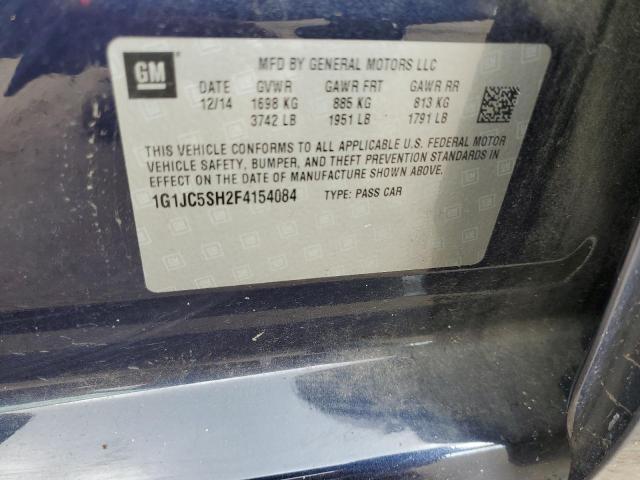 GM
MFD BY GENERAL MOTORS LLC
DATE GVWR GAWR FRT GAWR RR
12/14 1698 KG 885 KG 813 KG
3742 LB 1951 LB 1791 LB
THIS VEHICLE CONFORMS TO ALL APPLICABLE U.S. FEDERAL MOTOR
VEHICLE SAFETY, BUMPER, AND THEFT PREVENTION STANDARDS IN
EFFECT ON THE DATE OF MANUFACTURE SHOWN ABOVE.
1G1JC5SH2F4154084 TYPE: PASS CAR